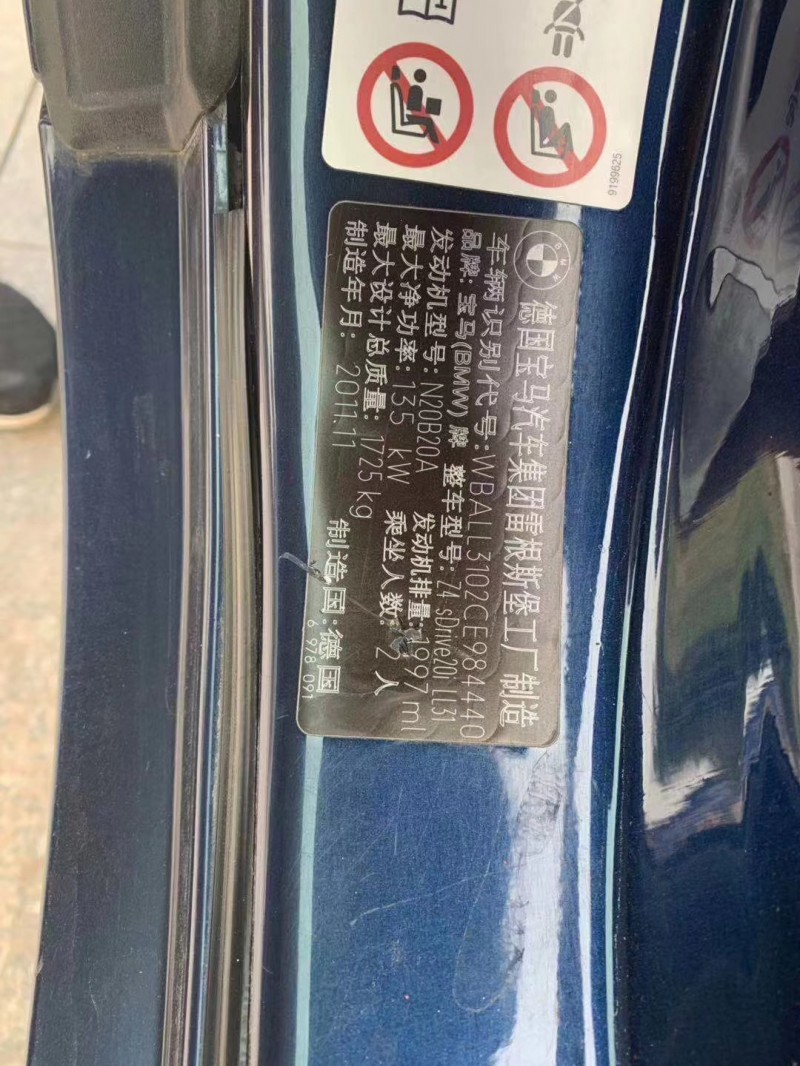 9199625
BMW
德国宝马汽车集团雷根斯堡工厂制造
车辆识别代号:WBALL3102CE984440
品牌:宝马(BMW)牌 整车型号:Z4 sDrive20i LL31
发动机型号:N20B20A 发动机排量:1997 ml
最大净功率:135 kW 乘坐人数:2人
最大设计总质量:1725kg
制造年月:2011.11 制造国:德国
6 978 091